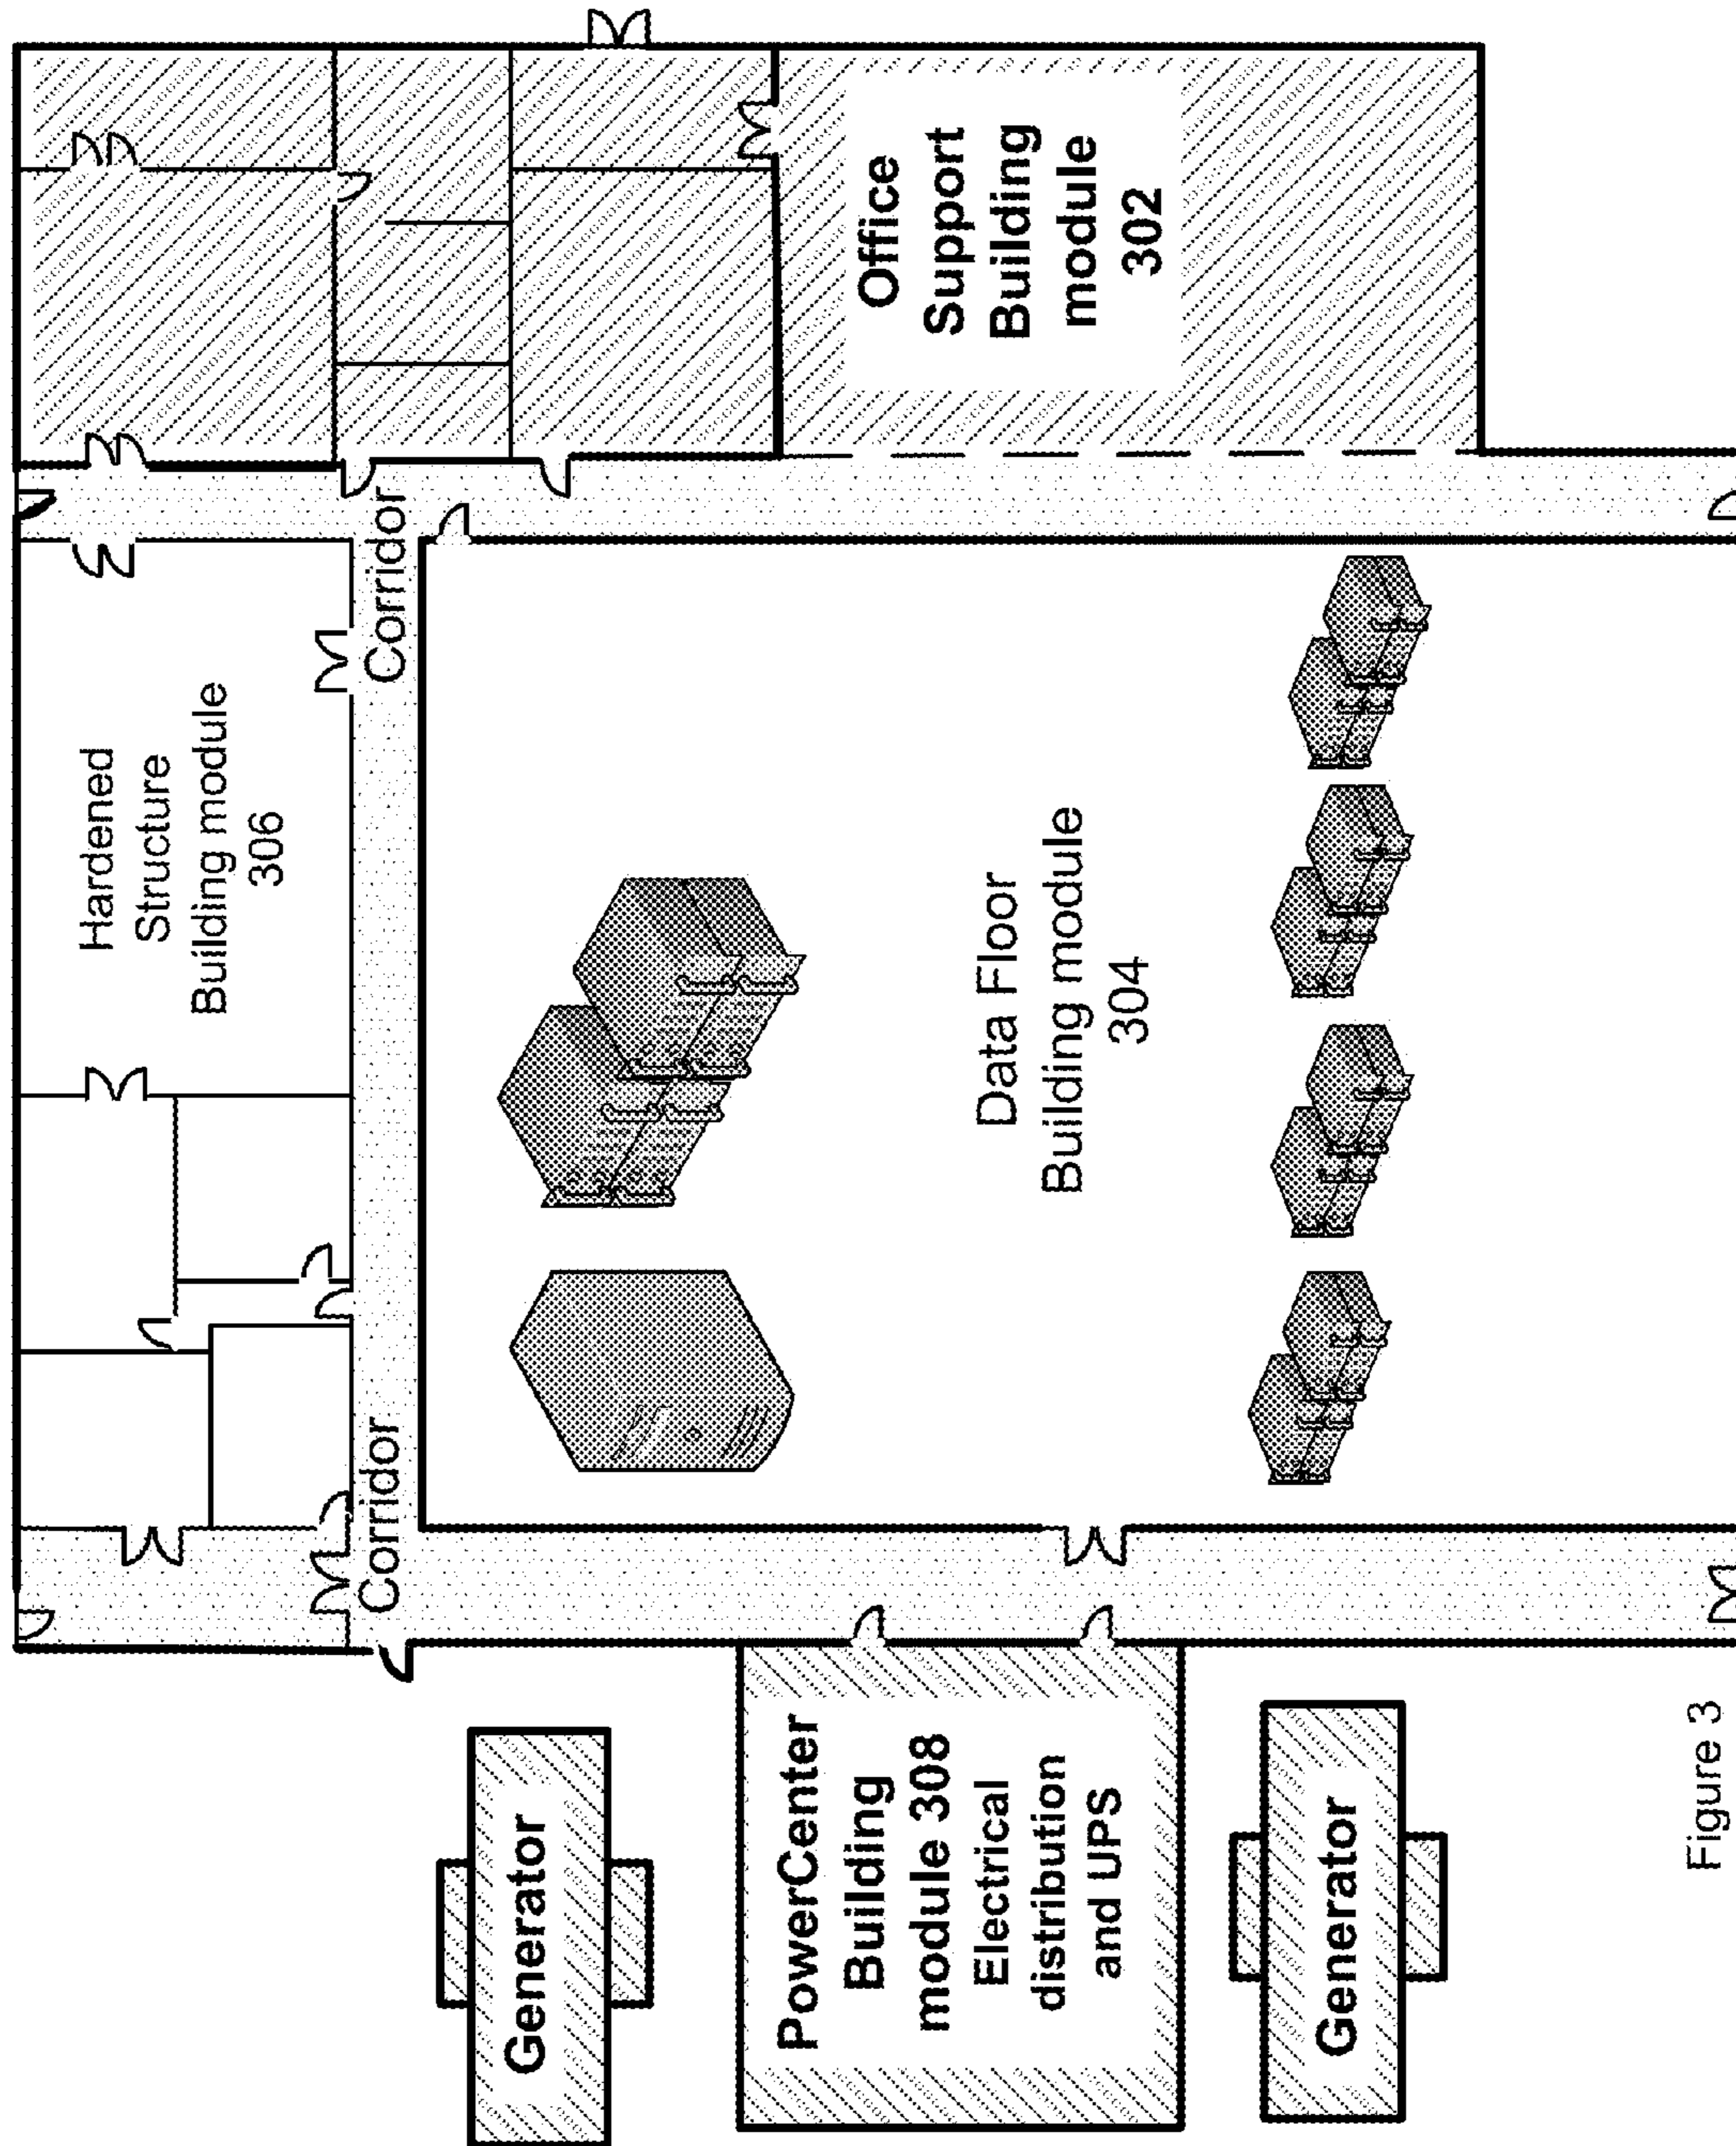 Hardened
Structure
Building module
306
Corridor
Corridor
Office
Support
Building
module
302
Data Floor
Building module
304
Generator
PowerCenter
Building
module 308
Electrical
distribution
and UPS
Generator
Figure 3